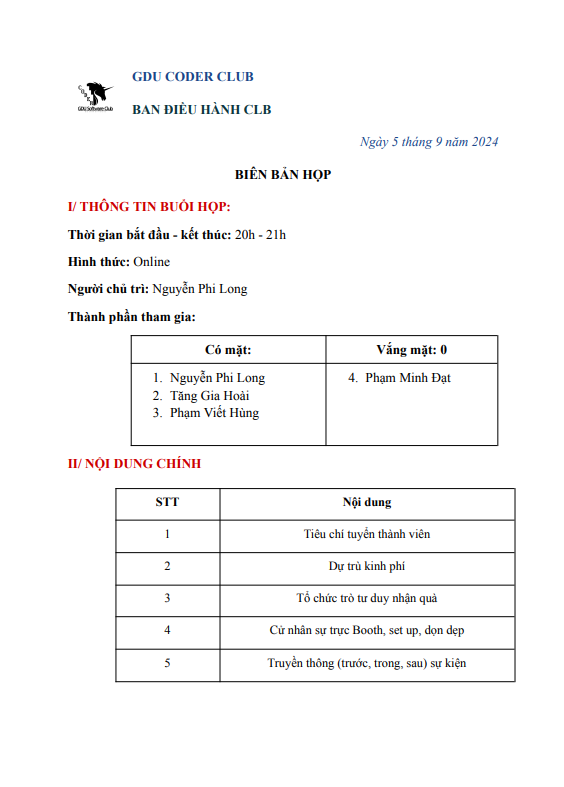 GDU CODER CLUB
CODER
GDU Software Club
BAN ĐIỀU HÀNH CLB
Ngày 5 tháng 9 năm 2024
BIÊN BẢN HỌP
I/ THÔNG TIN BUỔI HỌP:
Thời gian bắt đầu - kết thúc: 20h - 21h
Hình thức: Online
Người chủ trì: Nguyễn Phi Long
Thành phần tham gia:
Có mặt: Vắng mặt: 0
1. Nguyễn Phi Long 4. Phạm Minh Đạt
2. Tăng Gia Hoài
3. Phạm Viết Hùng
II/ NỘI DUNG CHÍNH
STT Nội dung
1 Tiêu chí tuyển thành viên
2 Dự trù kinh phí
3 Tổ chức trò tư duy nhận quà
4 Cử nhân sự trực Booth, set up, dọn dẹp
5 Truyền thông (trước, trong, sau) sự kiện